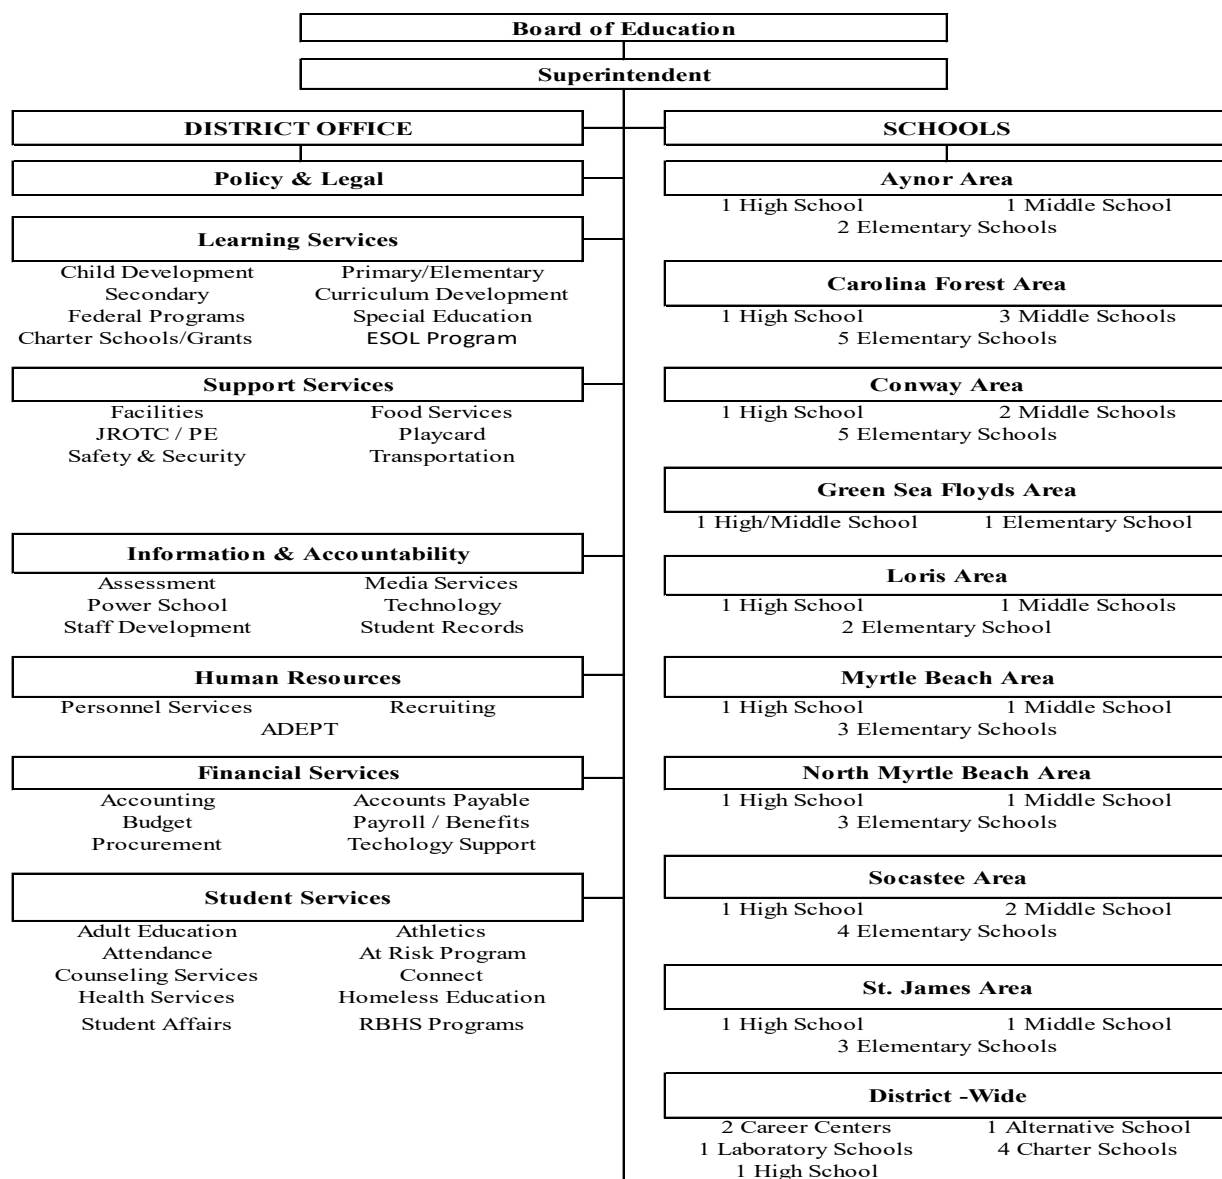 Board of Education
Superintendent
DISTRICT OFFICE
Policy & Legal
Learning Services
Child Development Primary/Elementary
Secondary Curriculum Development
Federal Programs Special Education
Charter Schools/Grants ESOL Program
Support Services
Facilities Food Services
JROTC / PE Playcard
Safety & Security Transportation
Information & Accountability
Assessment Media Services
Power School Technology
Staff Development Student Records
Human Resources
Personnel Services Recruiting
ADEPT
Financial Services
Accounting Accounts Payable
Budget Payroll / Benefits
Procurement Techology Support
Student Services
Adult Education Athletics
Attendance At Risk Program
Counseling Services Connect
Health Services Homeless Education
Student Affairs RBHS Programs
SCHOOLS
Aynor Area
1 High School 1 Middle School
2 Elementary Schools
Carolina Forest Area
1 High School 3 Middle Schools
5 Elementary Schools
Conway Area
1 High School 2 Middle Schools
5 Elementary Schools
Green Sea Floyds Area
1 High/Middle School 1 Elementary School
Loris Area
1 High School 1 Middle Schools
2 Elementary School
Myrtle Beach Area
1 High School 1 Middle School
3 Elementary Schools
North Myrtle Beach Area
1 High School 1 Middle School
3 Elementary Schools
Socastee Area
1 High School 2 Middle School
4 Elementary Schools
St. James Area
1 High School 1 Middle School
3 Elementary Schools
District -Wide
2 Career Centers 1 Alternative School
1 Laboratory Schools 4 Charter Schools
1 High School